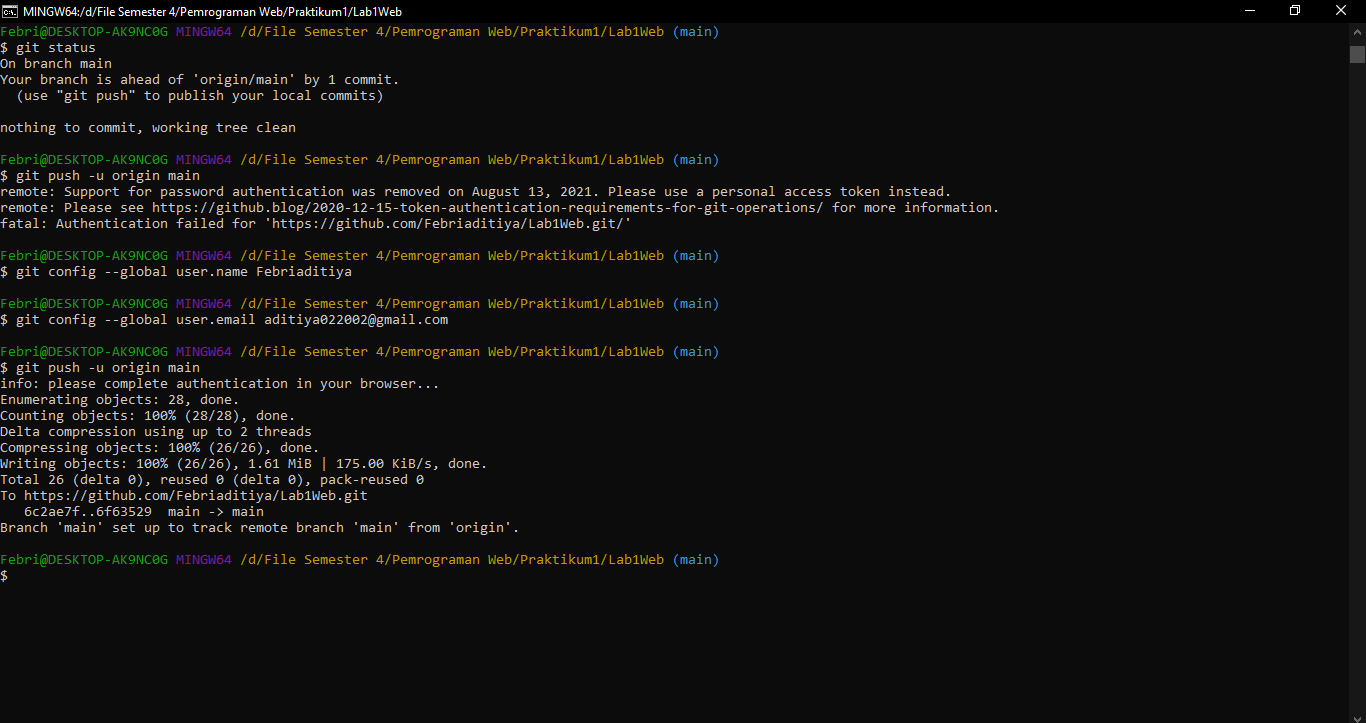 MINGW64:/d/File Semester 4/Pemrograman Web/Praktikum1/Lab1Web
Febri@DESKTOP-AK9NC0G MINGW64 /d/File Semester 4/Pemrograman Web/Praktikum1/Lab1Web (main)
$ git status
On branch main
Your branch is ahead of 'origin/main' by 1 commit.
  (use "git push" to publish your local commits)

nothing to commit, working tree clean

Febri@DESKTOP-AK9NC0G MINGW64 /d/File Semester 4/Pemrograman Web/Praktikum1/Lab1Web (main)
$ git push -u origin main
remote: Support for password authentication was removed on August 13, 2021. Please use a personal access token instead.
remote: Please see https://github.blog/2020-12-15-token-authentication-requirements-for-git-operations/ for more information.
fatal: Authentication failed for 'https://github.com/Febriaditiya/Lab1Web.git/'

Febri@DESKTOP-AK9NC0G MINGW64 /d/File Semester 4/Pemrograman Web/Praktikum1/Lab1Web (main)
$ git config --global user.name Febriaditiya

Febri@DESKTOP-AK9NC0G MINGW64 /d/File Semester 4/Pemrograman Web/Praktikum1/Lab1Web (main)
$ git config --global user.email aditiya022002@gmail.com

Febri@DESKTOP-AK9NC0G MINGW64 /d/File Semester 4/Pemrograman Web/Praktikum1/Lab1Web (main)
$ git push -u origin main
info: please complete authentication in your browser...
Enumerating objects: 28, done.
Counting objects: 100% (28/28), done.
Delta compression using up to 2 threads
Compressing objects: 100% (26/26), done.
Writing objects: 100% (26/26), 1.61 MiB | 175.00 KiB/s, done.
Total 26 (delta 0), reused 0 (delta 0), pack-reused 0
To https://github.com/Febriaditiya/Lab1Web.git
   6c2ae7f..6f63529  main -> main
Branch 'main' set up to track remote branch 'main' from 'origin'.

Febri@DESKTOP-AK9NC0G MINGW64 /d/File Semester 4/Pemrograman Web/Praktikum1/Lab1Web (main)
$